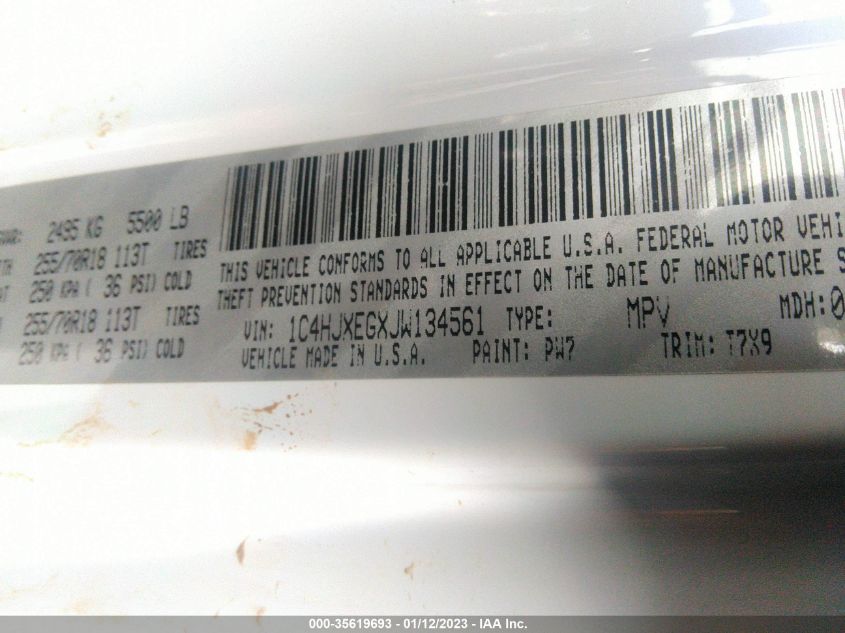 GVWR: 2495 KG 5500 LB
TH 255/70R18 113T TIRES
AT 250 KPA ( 36 PSI) COLD
255/70R18 113T TIRES
250 KPA ( 36 PSI) COLD
THIS VEHICLE CONFORMS TO ALL APPLICABLE U.S.A. FEDERAL MOTOR VEHI
THEFT PREVENTION STANDARDS IN EFFECT ON THE DATE OF MANUFACTURE S
VIN: 1C4HJXEGXJW134561 TYPE: MPV MDH:0
VEHICLE MADE IN U.S.A. PAINT: PW7 TRIM: T7X9
000-35619693 - 01/12/2023 - IAA Inc.